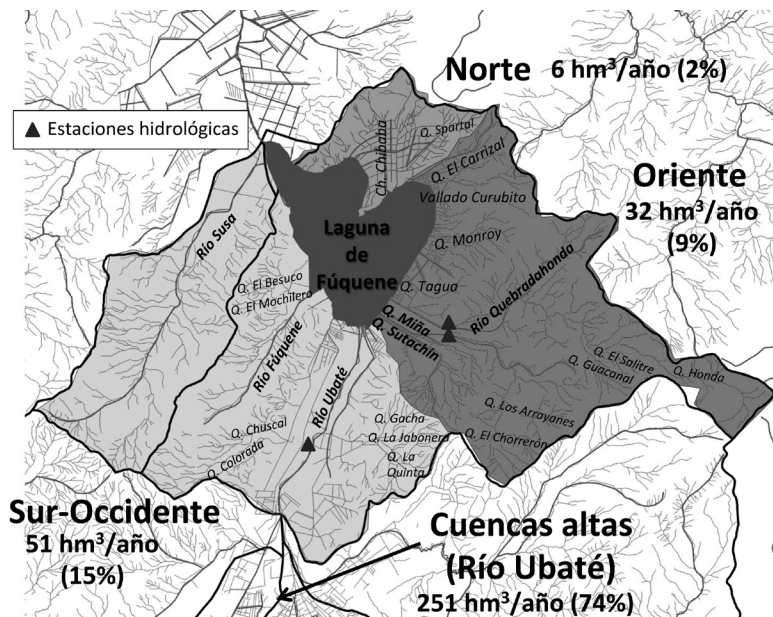 Norte 6 hm³/año (2%)
▲ Estaciones hidrológicas
Ch. Chibaba
Q. Spartal
Q. El Carrizal
Oriente
32 hm³/año
(9%)
Vallado Curubito
Río Susa
Laguna
de
Fúquene
Q. Monroy
Río Quebradahonda
Q. El Besuco
Q. El Mochilero
Q. Tagua
Q. Miña
Q. Sutachín
Río Fúquene
Río Ubaté
Q. El Salitre
Q. Guacanal
Q. Honda
Q. Los Arrayanes
Q. Gacha
Q. Chuscal
Q. La Jabonera
Q. El Chorrerón
Q. Colorada
Q. La
Quinta
Sur-Occidente
51 hm³/año
(15%)
Cuencas altas
(Río Ubaté)
251 hm³/año (74%)